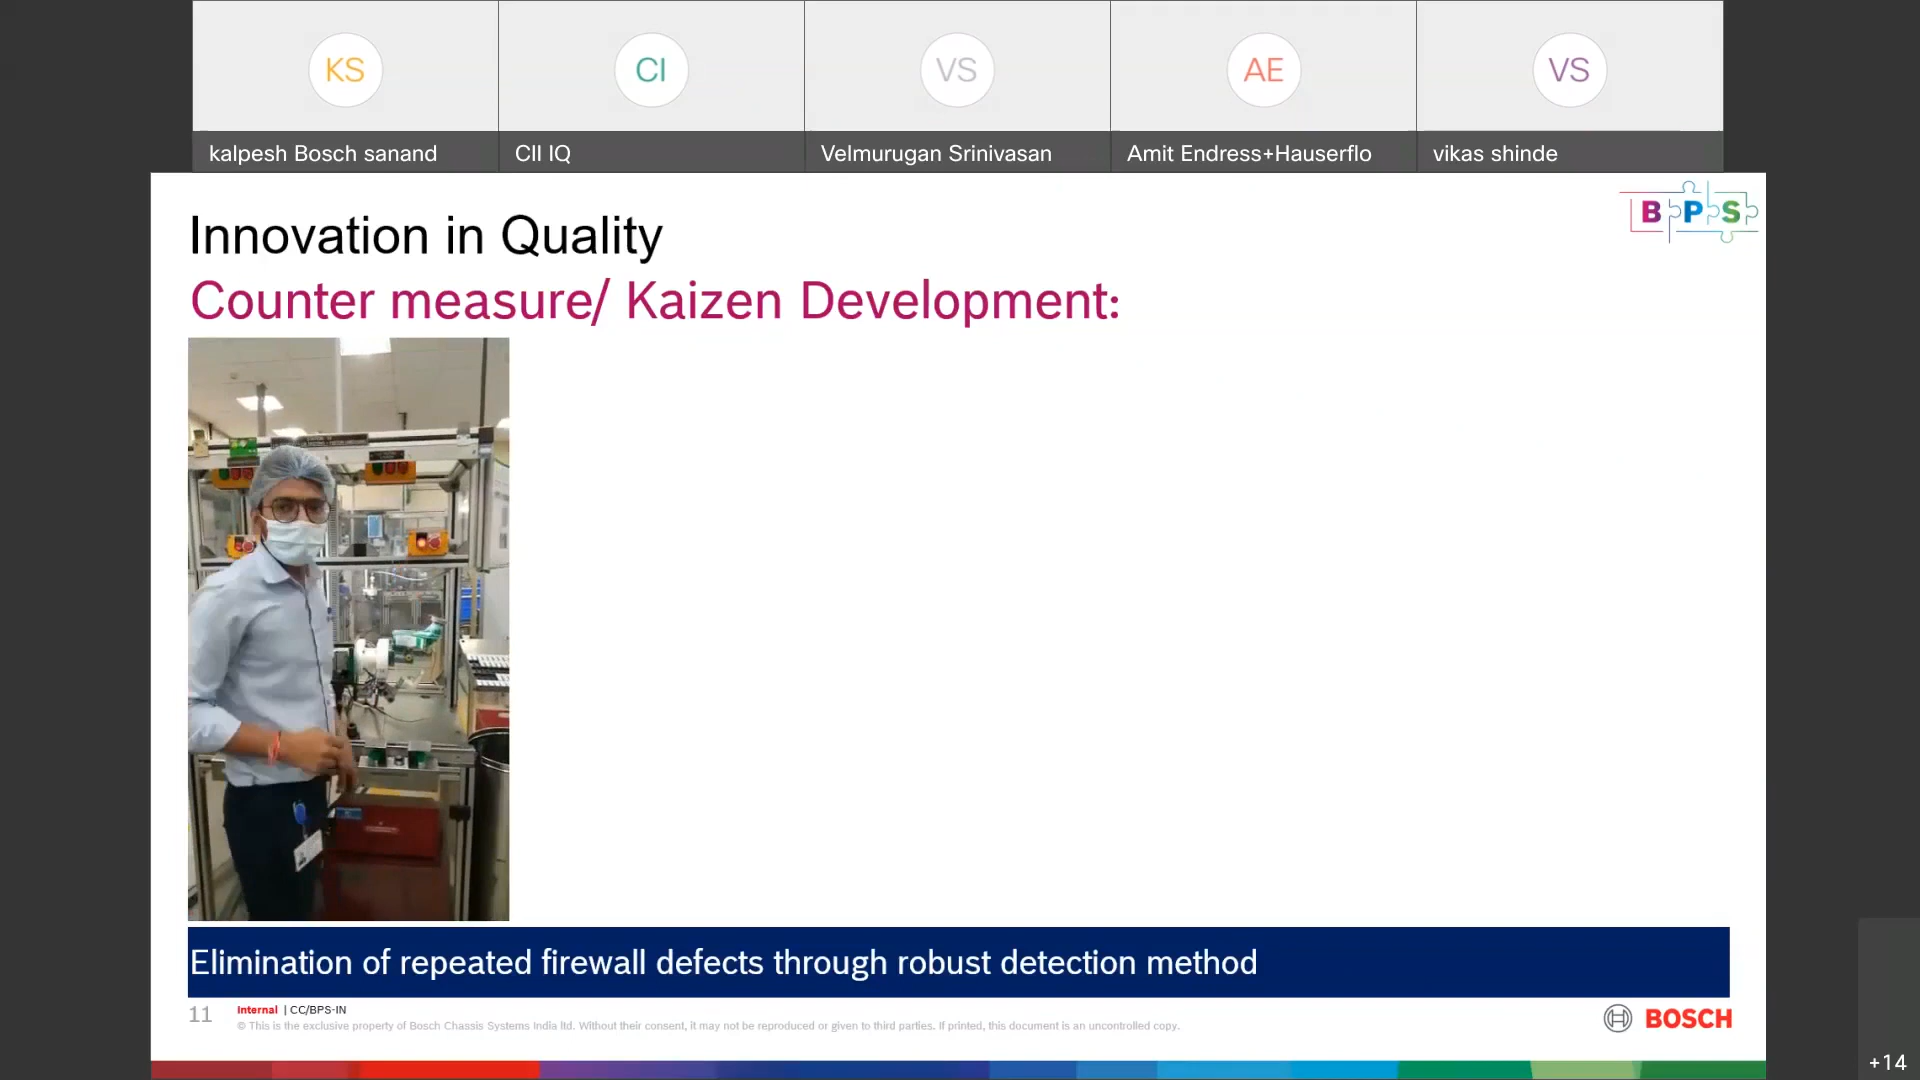 KS
CI
VS
AE
VS
kalpesh Bosch sanand
CII IQ
Velmurugan Srinivasan
Amit Endress+Hauserflo
vikas shinde
BPS
Innovation in Quality
Counter measure/ Kaizen Development:
Elimination of repeated firewall defects through robust detection method
11
Internal | CC/BPS-IN
© This is the exclusive property of Bosch Chassis Systems India ltd. Without their consent, it may not be reproduced or given to third parties. If printed, this document is an uncontrolled copy.
BOSCH
+14